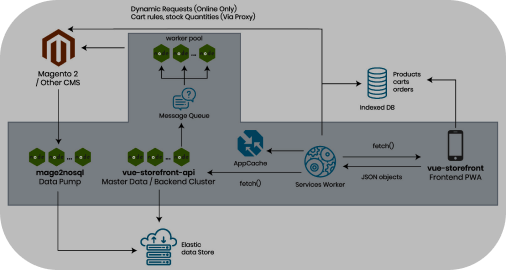 Dynamic Requests (Online Only)
Cart rules, stock Quantities (Via Proxy)
worker pool
Magento 2
/ Other CMS
Products
carts
orders
Indexed DB
Message Queue
AppCache
fetch()
mage2nosql
Data Pump
vue-storefront-api
Master Data / Backend Cluster
fetch()
Services Worker
JSON objects
vue-storefront
Frontend PWA
Elastic
data Store